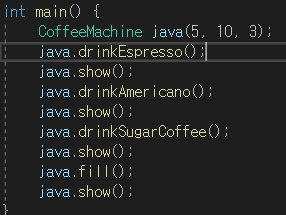 int main() {
CoffeeMachine java(5, 10, 3);
java.drinkEspresso();
java.show();
java.drinkAmericano();
java.show();
java.drinkSugarCoffee();
java.show();
java.fill();
java.show();
}